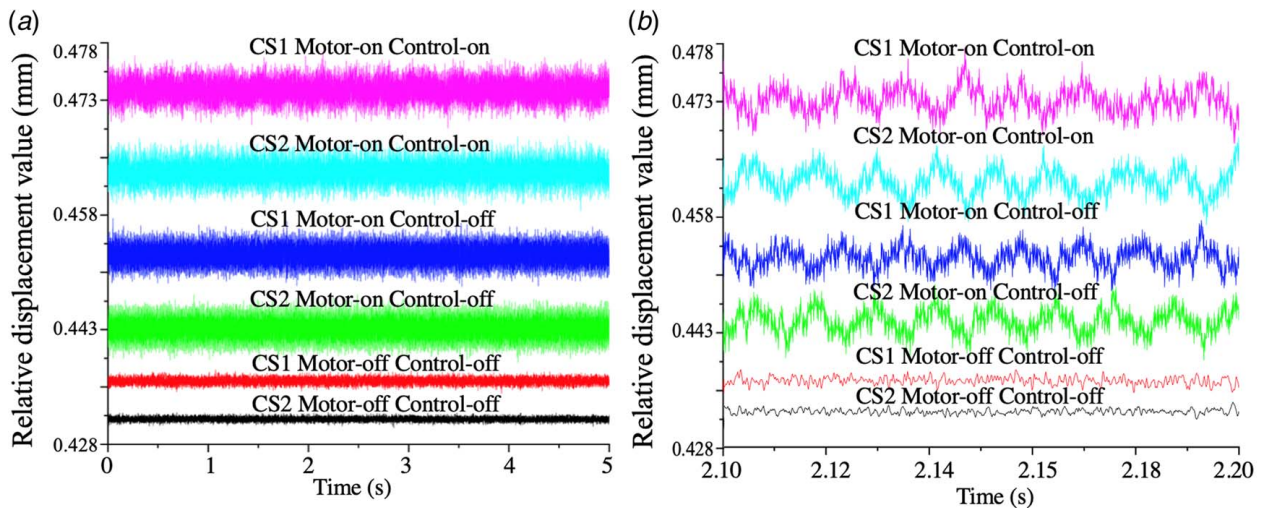 (a)
Relative displacement value (mm)
0.478
0.473
0.458
0.443
0.428
CS1 Motor-on Control-on
CS2 Motor-on Control-on
CS1 Motor-on Control-off
CS2 Motor-on Control-off
CS1 Motor-off Control-off
CS2 Motor-off Control-off
0 1 2 3 4 5
Time (s)
(b)
Relative displacement value (mm)
0.478
0.473
0.458
0.443
0.428
CS1 Motor-on Control-on
CS2 Motor-on Control-on
CS1 Motor-on Control-off
CS2 Motor-on Control-off
CS1 Motor-off Control-off
CS2 Motor-off Control-off
2.10 2.12 2.14 2.15 2.18 2.20
Time (s)